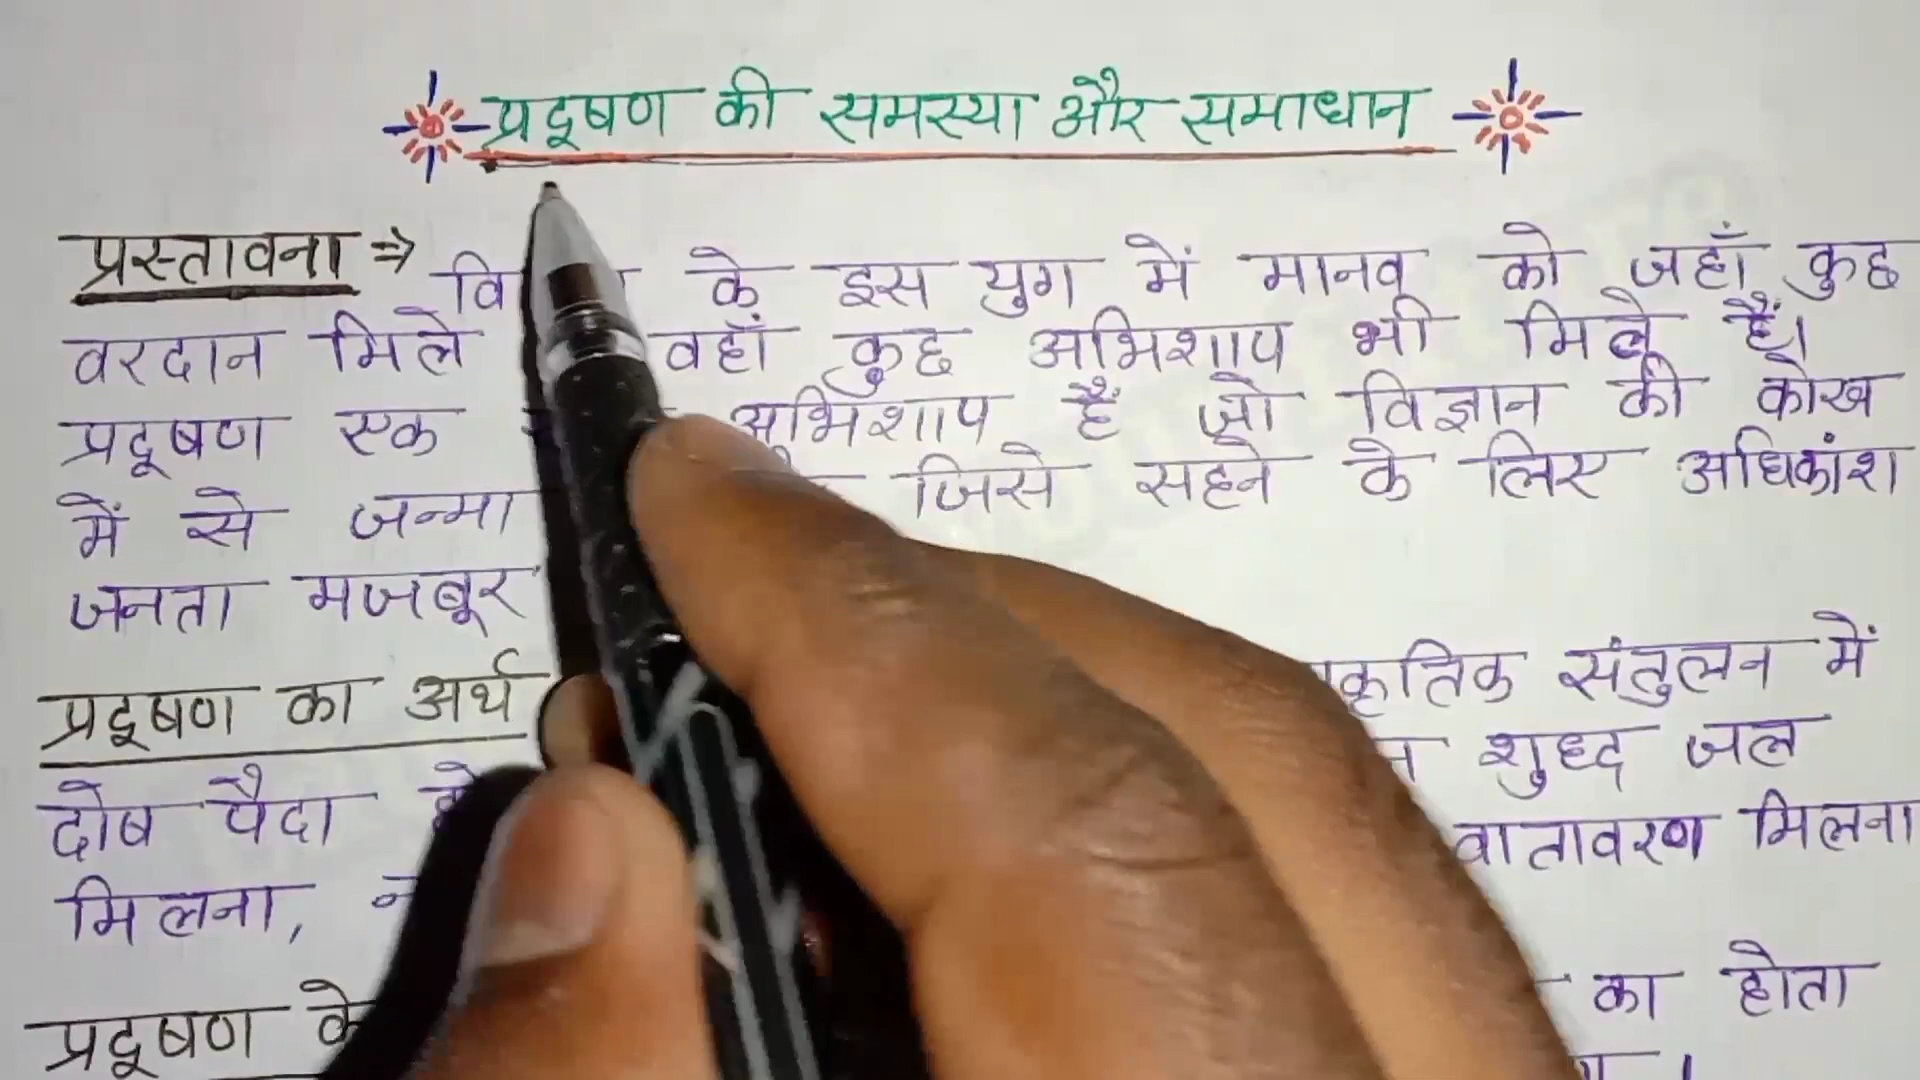 प्रदूषण की समस्या और समाधान
प्रस्तावना ⇒ के इस युग में मानव को जहाँ कुछ
वरदान मिले वहाँ कुछ अभिशाप भी मिले हैं।
प्रदूषण एक अभिशाप हैं जो विज्ञान की कोख
में से जन्मा जिसे सहने के लिए अधिकांश
जनता मजबूर
प्रदूषण का अर्थ संतुलन में
दोष पैदा शुध्द जल
मिलना, वातावरण मिलना
प्रदूषण के का होता